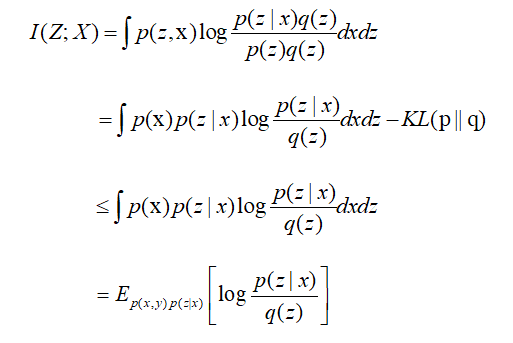 I(Z; X) = ∫ p(z,x) log p(z | x)q(z) / p(z)q(z) dxdz
= ∫ p(x)p(z | x) log p(z | x) / q(z) dxdz − KL(p || q)
≤ ∫ p(x)p(z | x) log p(z | x) / q(z) dxdz
= E_{p(x,y)p(z|x)} [ log p(z | x) / q(z) ]